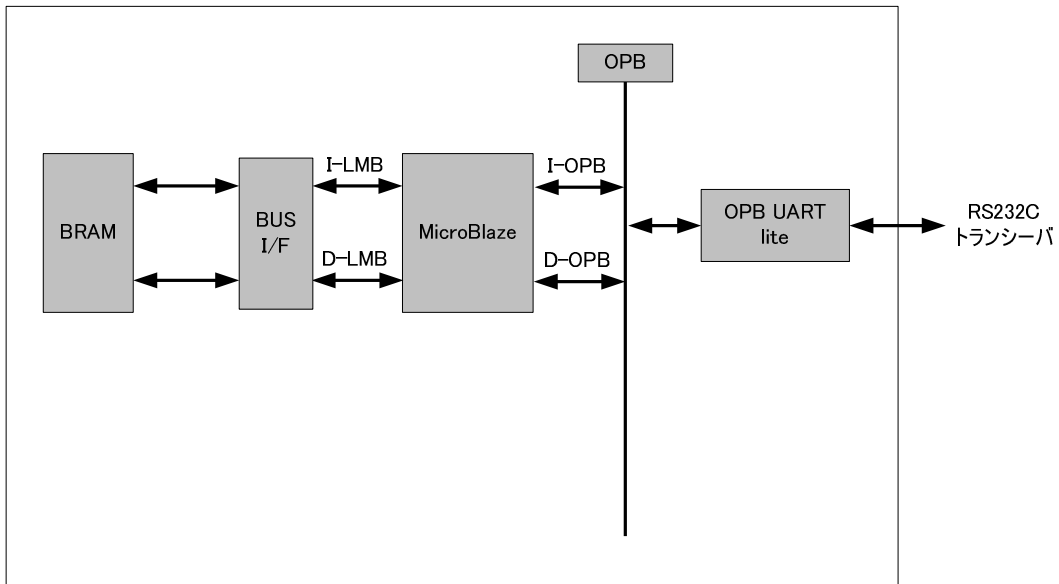 OPB
I-LMB
I-OPB
BRAM
BUS
I/F
MicroBlaze
OPB UART
lite
RS232C
トランシーバ
D-LMB
D-OPB